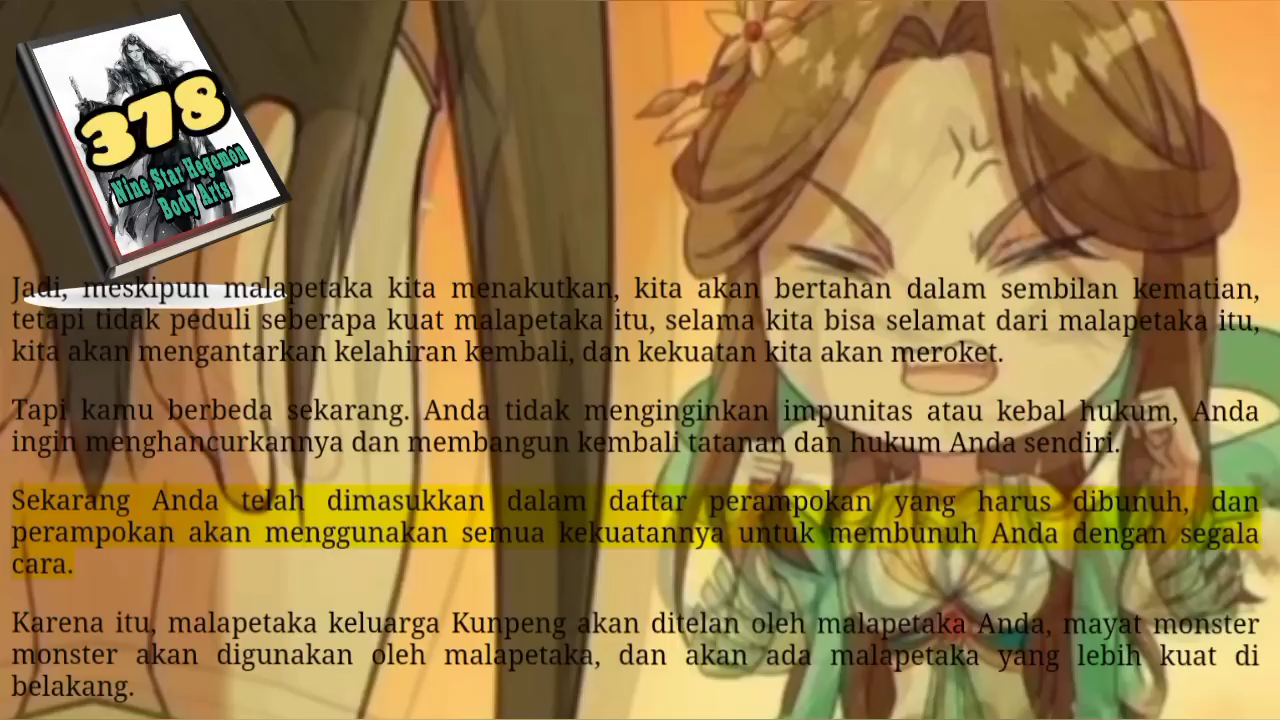 378
Nine Star Hegemon
Body Arts
Jadi, meskipun malapetaka kita menakutkan, kita akan bertahan dalam sembilan kematian,
tetapi tidak peduli seberapa kuat malapetaka itu, selama kita bisa selamat dari malapetaka itu,
kita akan mengantarkan kelahiran kembali, dan kekuatan kita akan meroket.
Tapi kamu berbeda sekarang. Anda tidak menginginkan impunitas atau kebal hukum, Anda
ingin menghancurkannya dan membangun kembali tatanan dan hukum Anda sendiri.
Sekarang Anda telah dimasukkan dalam daftar perampokan yang harus dibunuh, dan
perampokan akan menggunakan semua kekuatannya untuk membunuh Anda dengan segala
cara.
Karena itu, malapetaka keluarga Kunpeng akan ditelan oleh malapetaka Anda, mayat monster
monster akan digunakan oleh malapetaka, dan akan ada malapetaka yang lebih kuat di
belakang.